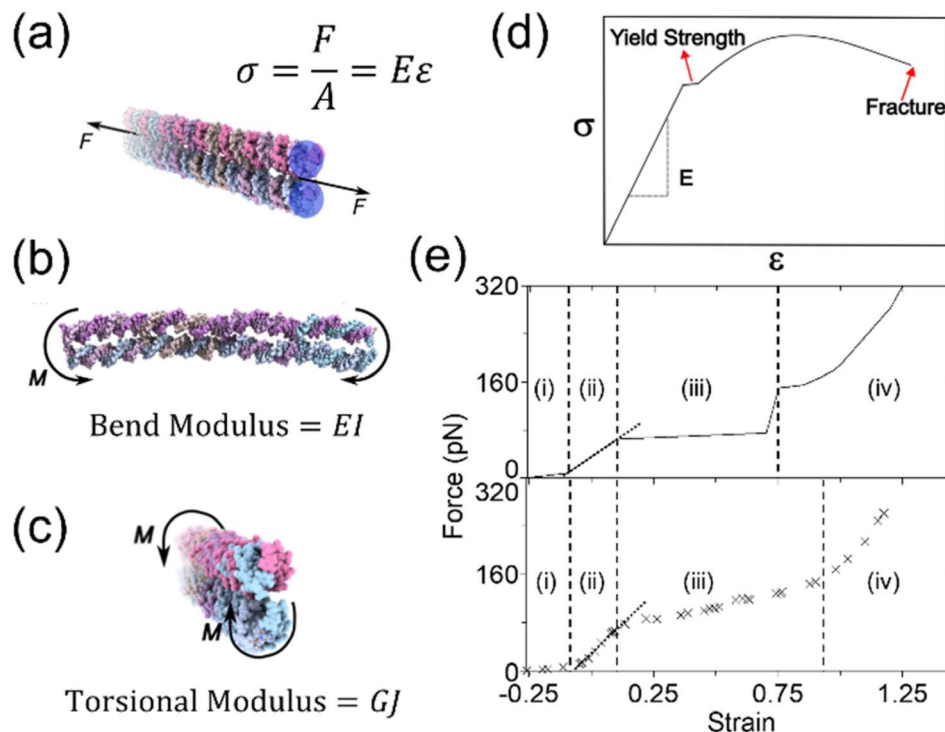 (a)
σ = F/A = Eε
F
F
(b)
M
Bend Modulus = EI
(c)
M
M
Torsional Modulus = GJ
(d)
Yield Strength
Fracture
σ
E
ε
(e)
320
160
0
(i)
(ii)
(iii)
(iv)
Force (pN)
320
160
0
(i)
(ii)
(iii)
(iv)
-0.25 0.25 0.75 1.25
Strain